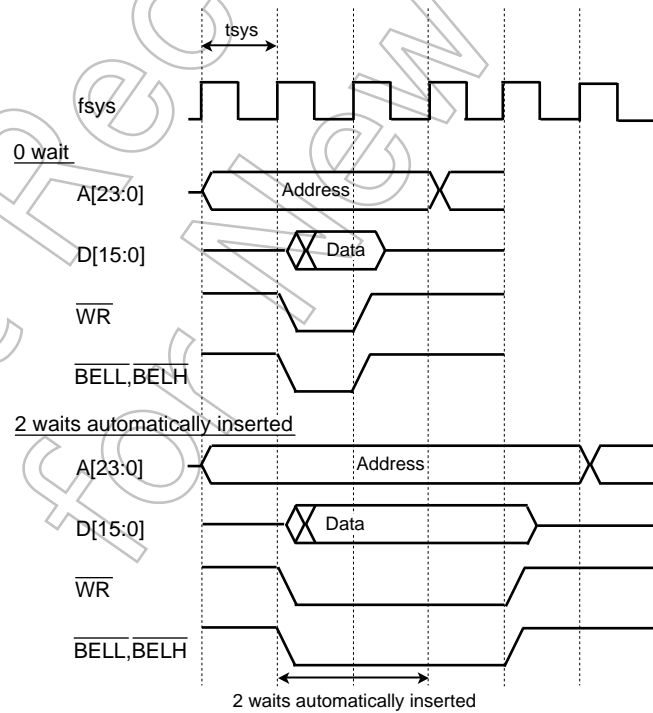 tsys
fsys
0 wait
A[23:0]
Address
D[15:0]
Data
WR
BELL,BELH
2 waits automatically inserted
A[23:0]
Address
D[15:0]
Data
WR
BELL,BELH
2 waits automatically inserted